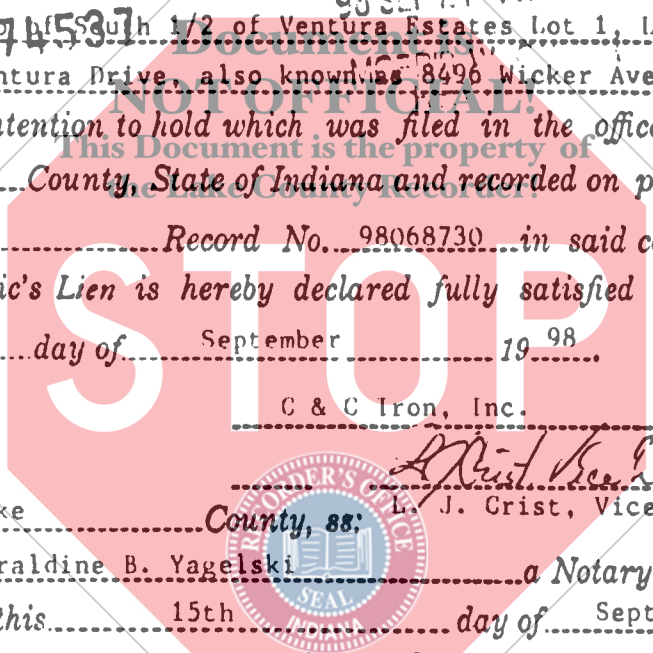 74537 of South 1/2 of Ventura Estates Lot 1, L
Document is
ntura Drive, also known as 8496 Wicker Ave
NOT OFFICIAL!
tention to hold which was filed in the office
This Document is the property of
County, State of Indiana and recorded on p
the Lake County Recorder!
Record No. 98068730 in said c
STOP
ic's Lien is hereby declared fully satisfied
day of September 19 98.
C & C Iron, Inc.
L. J. Crist, Vice
ke County, ss:
RECORDER'S OFFICE
raldine B. Yagelski a Notary
SEAL
this 15th day of Sept
INDIANA